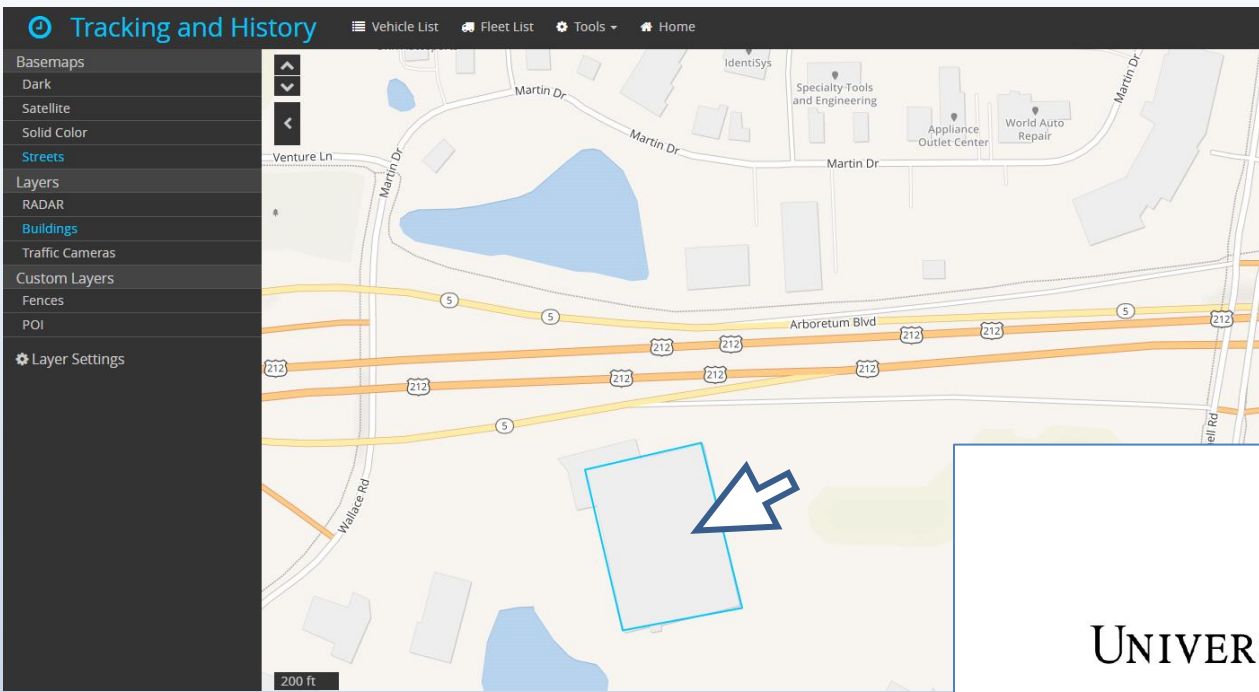 Tracking and History
Vehicle List
Fleet List
Tools
Home
Basemaps
Dark
Satellite
Solid Color
Streets
Layers
RADAR
Buildings
Traffic Cameras
Custom Layers
Fences
POI
Layer Settings
IdentiSys
Specialty Tools
and Engineering
Martin Dr
Martin Dr
Appliance
Outlet Center
World Auto
Repair
Martin Dr
Venture Ln
Martin Dr
Martin Dr
5
5
5
Arboretum Blvd
212
212
212
212
212
212
212
212
212
212
5
ell Rd
Wallace Rd
200 ft
UNIVER